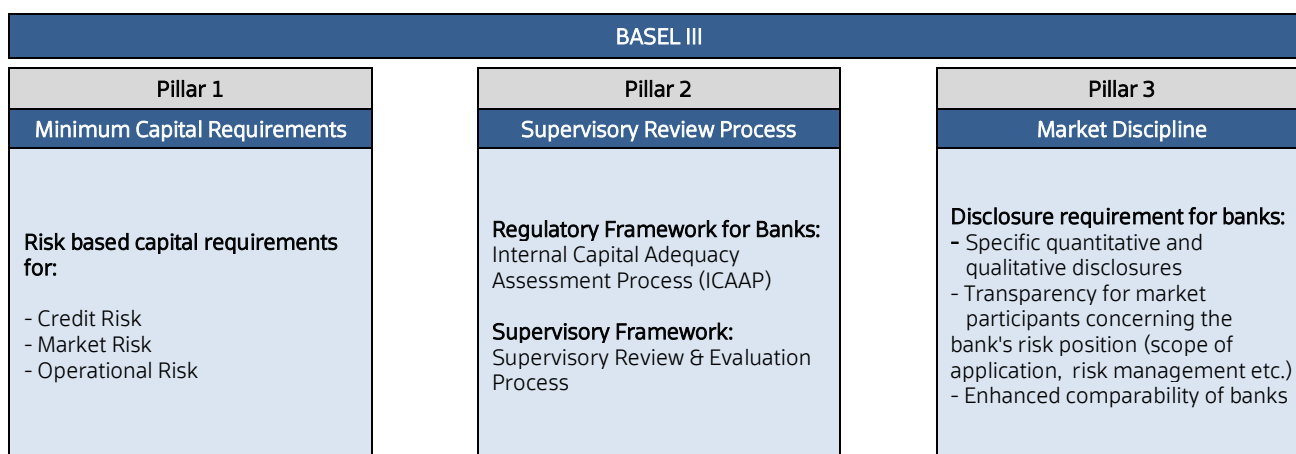 BASEL III
Pillar 1
Minimum Capital Requirements
Risk based capital requirements
for:
- Credit Risk
- Market Risk
- Operational Risk
Pillar 2
Supervisory Review Process
Regulatory Framework for Banks:
Internal Capital Adequacy
Assessment Process (ICAAP)
Supervisory Framework:
Supervisory Review & Evaluation
Process
Pillar 3
Market Discipline
Disclosure requirement for banks:
- Specific quantitative and
qualitative disclosures
- Transparency for market
participants concerning the
bank's risk position (scope of
application, risk management etc.)
- Enhanced comparability of banks